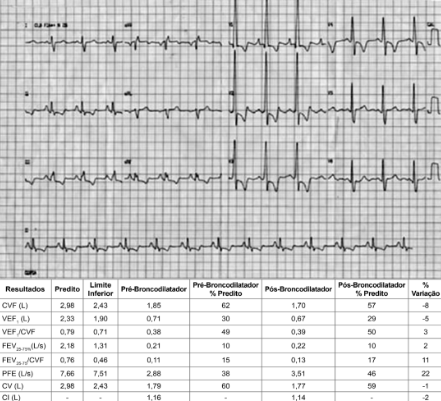 Resultados Predito Limite Inferior Pré-Broncodilatador Pré-Broncodilatador % Predito Pós-Broncodilatador Pós-Broncodilatador % Predito % Variação
CVF (L) 2,98 2,43 1,85 62 1,70 57 -8
VEF₁ (L) 2,33 1,90 0,71 30 0,67 29 -5
VEF₁/CVF 0,79 0,71 0,38 49 0,39 50 3
FEV₂₅₋₇₅%(L/s) 2,18 1,31 0,21 10 0,22 10 2
FEV₂₅₋₇₅/CVF 0,76 0,46 0,11 15 0,13 17 11
PFE (L/s) 7,66 7,51 2,88 38 3,51 46 22
CV (L) 2,98 2,43 1,79 60 1,77 59 -1
CI (L) - - 1,16 - 1,14 - -2